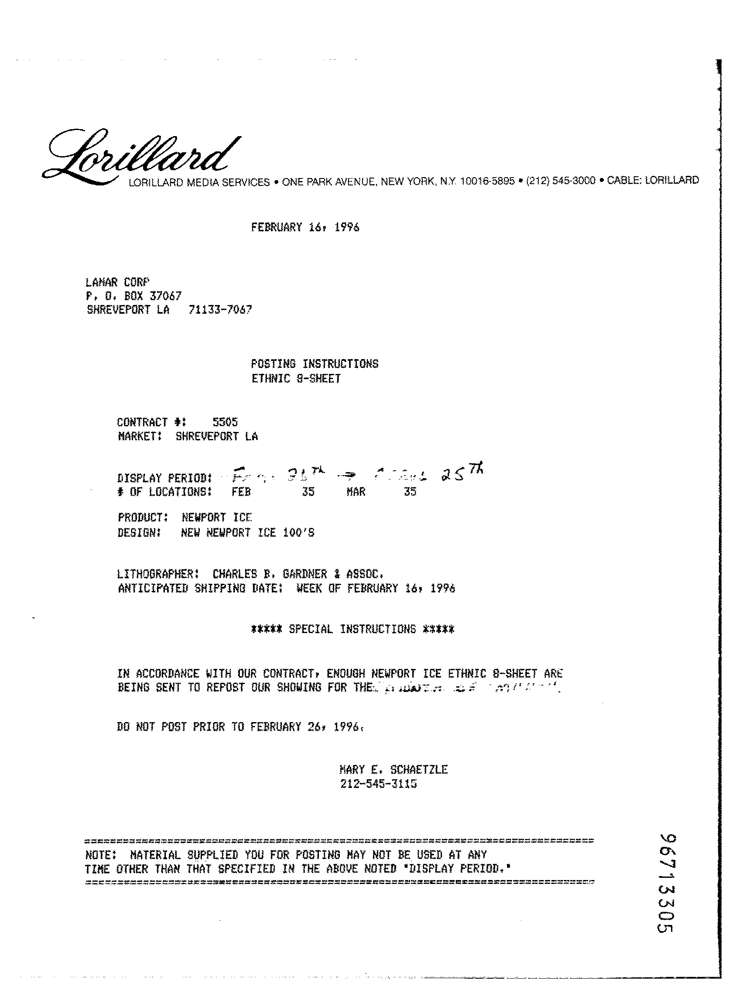 Lorillard
LORILLARD MEDIA SERVICES • ONE PARK AVENUE, NEW YORK, N.Y. 10016-5895 • (212) 545-3000 • CABLE: LORILLARD
FEBRUARY 16, 1996
LAMAR CORP
P. O. BOX 37067
SHREVEPORT LA 71133-7067
POSTING INSTRUCTIONS
ETHNIC 8-SHEET
CONTRACT #: 5505
MARKET: SHREVEPORT LA
DISPLAY PERIOD: 25th
# OF LOCATIONS: FEB 35 MAR 35
PRODUCT: NEWPORT ICE
DESIGN: NEW NEWPORT ICE 100'S
LITHOGRAPHER: CHARLES B. GARDNER & ASSOC.
ANTICIPATED SHIPPING DATE: WEEK OF FEBRUARY 16, 1996
***** SPECIAL INSTRUCTIONS *****
IN ACCORDANCE WITH OUR CONTRACT, ENOUGH NEWPORT ICE ETHNIC 8-SHEET ARE
BEING SENT TO REPOST OUR SHOWING FOR THE
DO NOT POST PRIOR TO FEBRUARY 26, 1996.
MARY E. SCHAETZLE
212-545-3115
NOTE: MATERIAL SUPPLIED YOU FOR POSTING MAY NOT BE USED AT ANY
TIME OTHER THAN THAT SPECIFIED IN THE ABOVE NOTED "DISPLAY PERIOD."
96713305